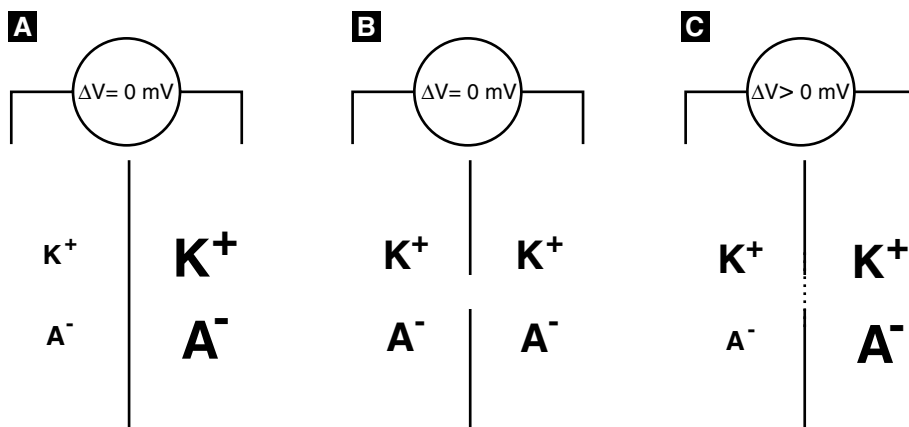 A
B
C
ΔV= 0 mV
ΔV= 0 mV
ΔV> 0 mV
K⁺
K⁺
K⁺
K⁺
K⁺
K⁺
A⁻
A⁻
A⁻
A⁻
A⁻
A⁻